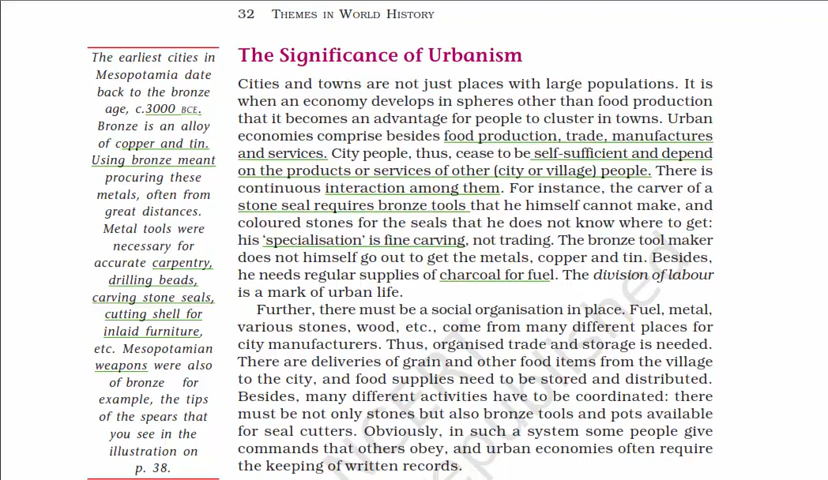 32 THEMES IN WORLD HISTORY
The earliest cities in
Mesopotamia date
back to the bronze
age, c.3000 BCE.
Bronze is an alloy
of copper and tin.
Using bronze meant
procuring these
metals, often from
great distances.
Metal tools were
necessary for
accurate carpentry,
drilling beads,
carving stone seals,
cutting shell for
inlaid furniture,
etc. Mesopotamian
weapons were also
of bronze for
example, the tips
of the spears that
you see in the
illustration on
p. 38.
The Significance of Urbanism
Cities and towns are not just places with large populations. It is
when an economy develops in spheres other than food production
that it becomes an advantage for people to cluster in towns. Urban
economies comprise besides food production, trade, manufactures
and services. City people, thus, cease to be self-sufficient and depend
on the products or services of other (city or village) people. There is
continuous interaction among them. For instance, the carver of a
stone seal requires bronze tools that he himself cannot make, and
coloured stones for the seals that he does not know where to get:
his ‘specialisation’ is fine carving, not trading. The bronze tool maker
does not himself go out to get the metals, copper and tin. Besides,
he needs regular supplies of charcoal for fuel. The division of labour
is a mark of urban life.
Further, there must be a social organisation in place. Fuel, metal,
various stones, wood, etc., come from many different places for
city manufacturers. Thus, organised trade and storage is needed.
There are deliveries of grain and other food items from the village
to the city, and food supplies need to be stored and distributed.
Besides, many different activities have to be coordinated: there
must be not only stones but also bronze tools and pots available
for seal cutters. Obviously, in such a system some people give
commands that others obey, and urban economies often require
the keeping of written records.
NCERT
republished